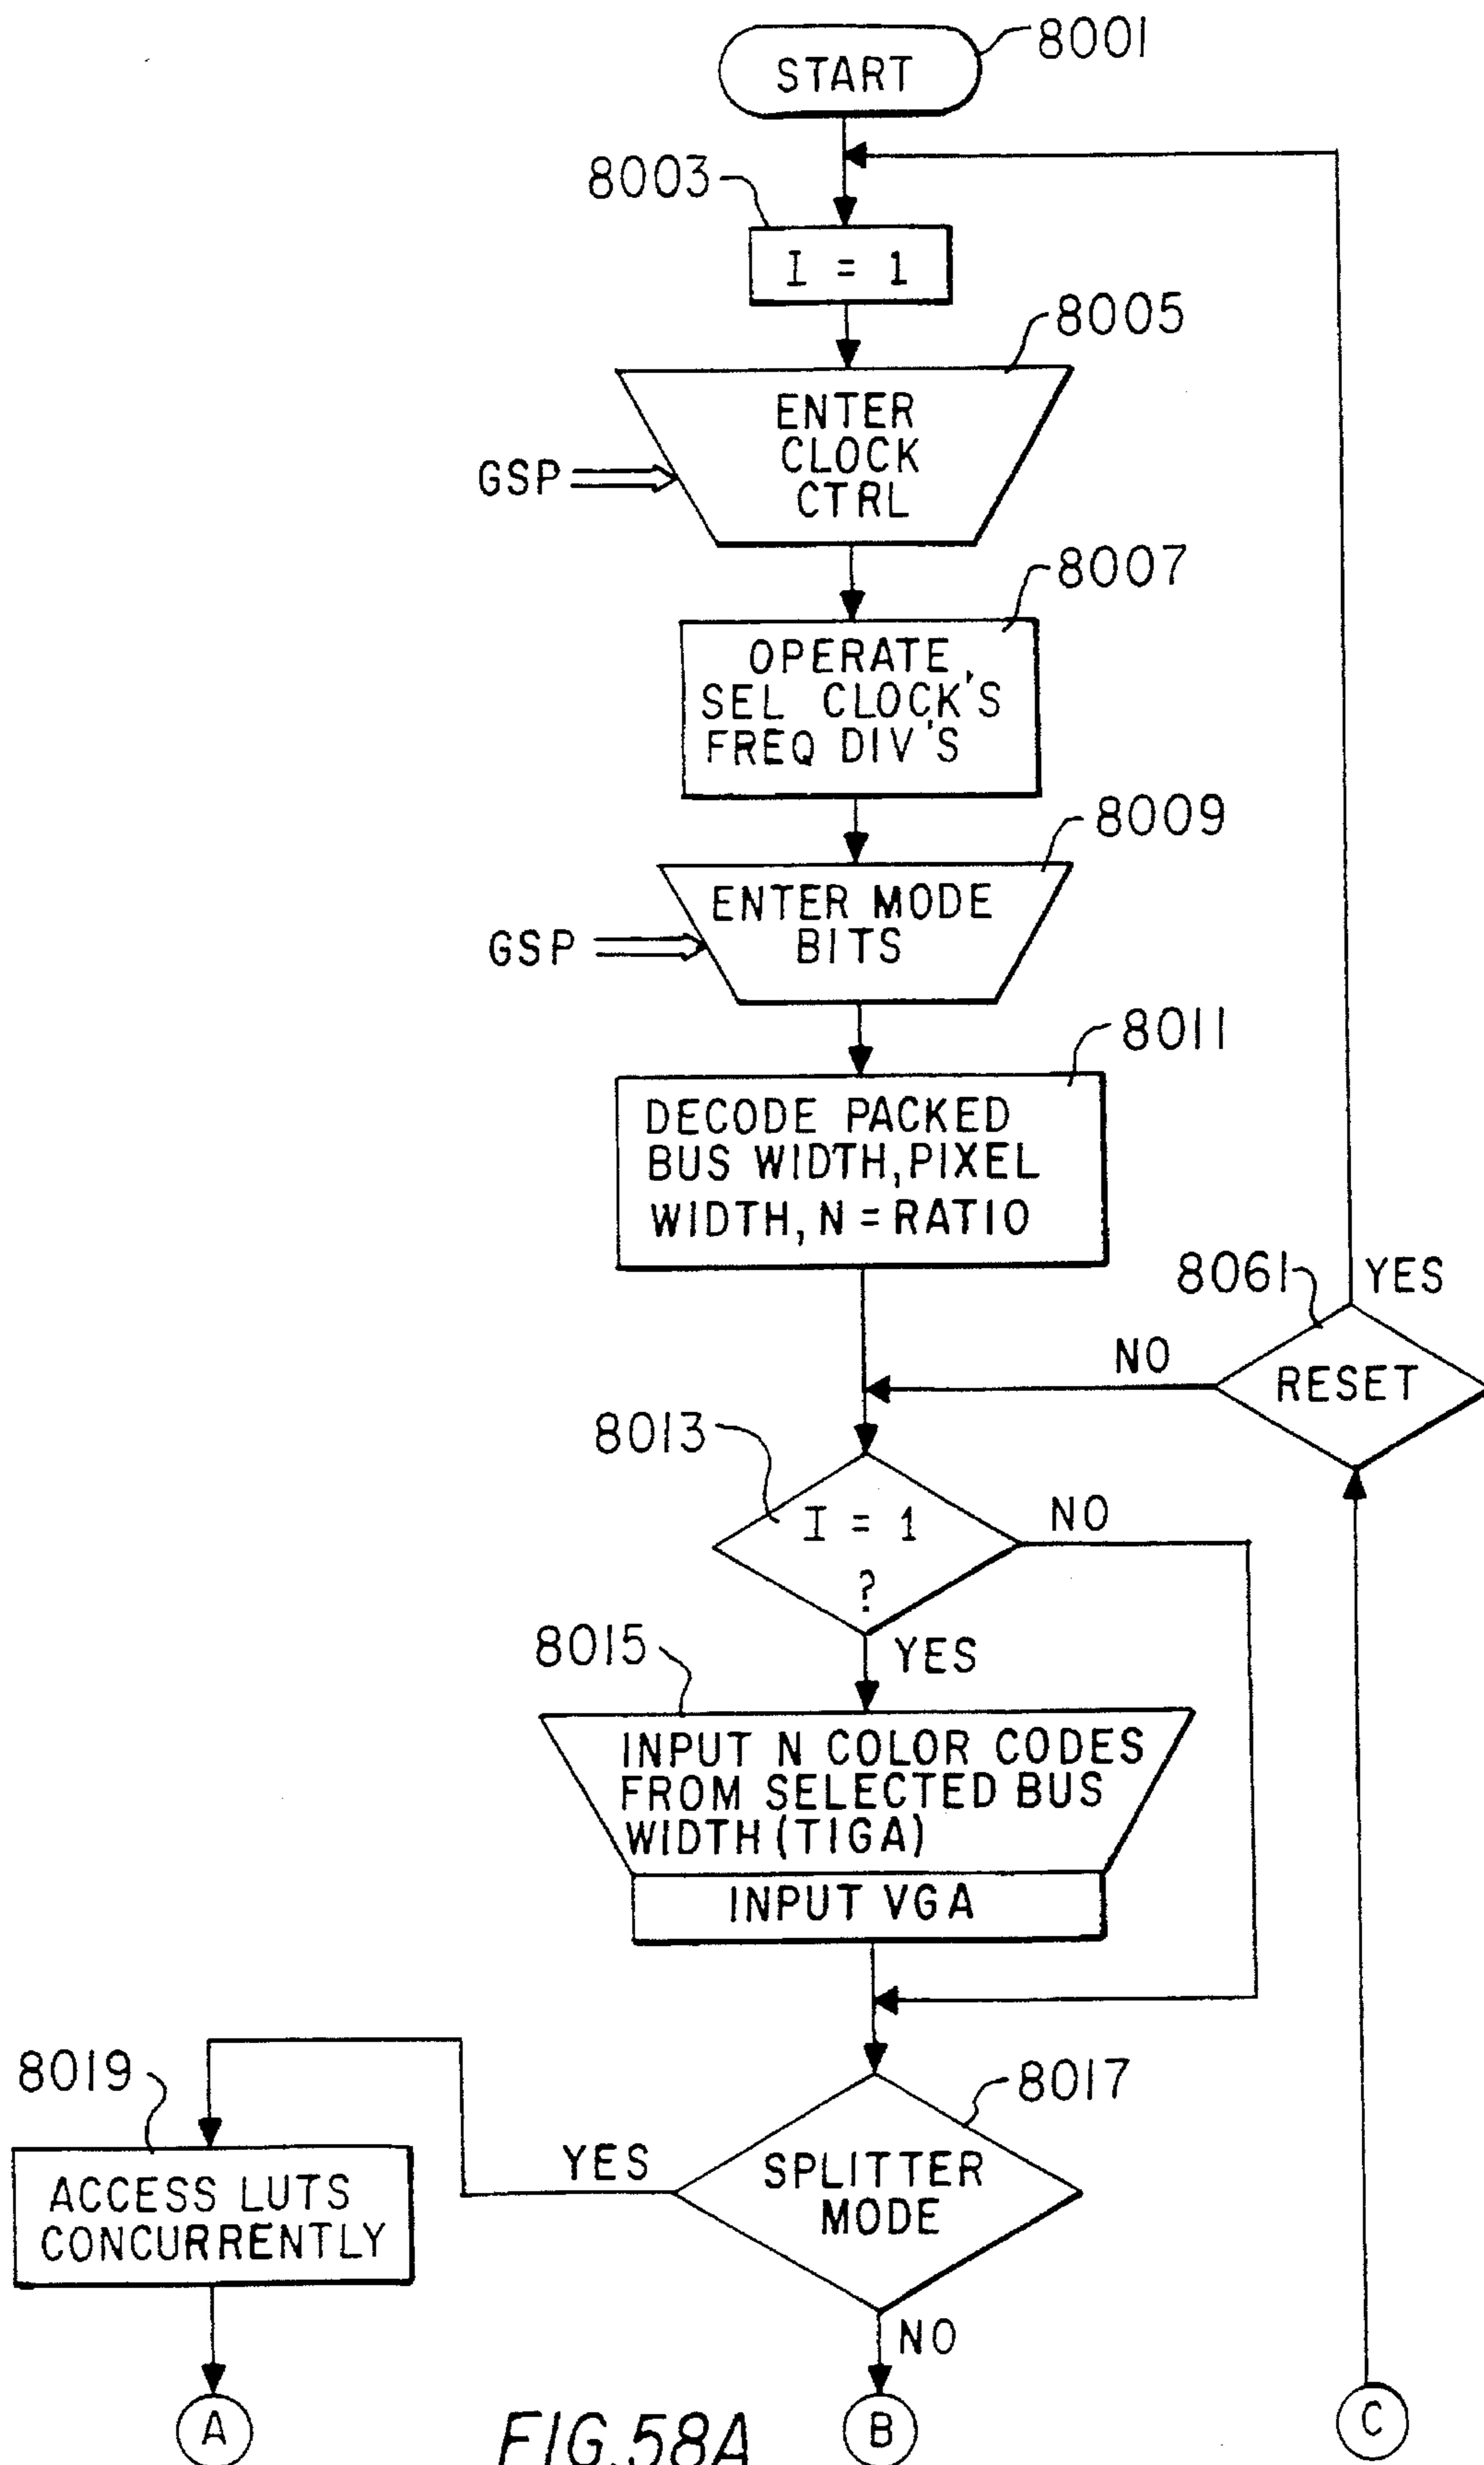 8001
START
8003
I = 1
8005
ENTER
CLOCK
CTRL
GSP
8007
OPERATE
SEL CLOCK'S
FREQ DIV'S
8009
ENTER MODE
BITS
GSP
8011
DECODE PACKED
BUS WIDTH, PIXEL
WIDTH, N = RATIO
8061
YES
NO
RESET
8013
I = 1
?
NO
YES
8015
INPUT N COLOR CODES
FROM SELECTED BUS
WIDTH (TIGA)
INPUT VGA
8019
8017
YES
SPLITTER
MODE
ACCESS LUTS
CONCURRENTLY
NO
A
B
C
FIG. 58A